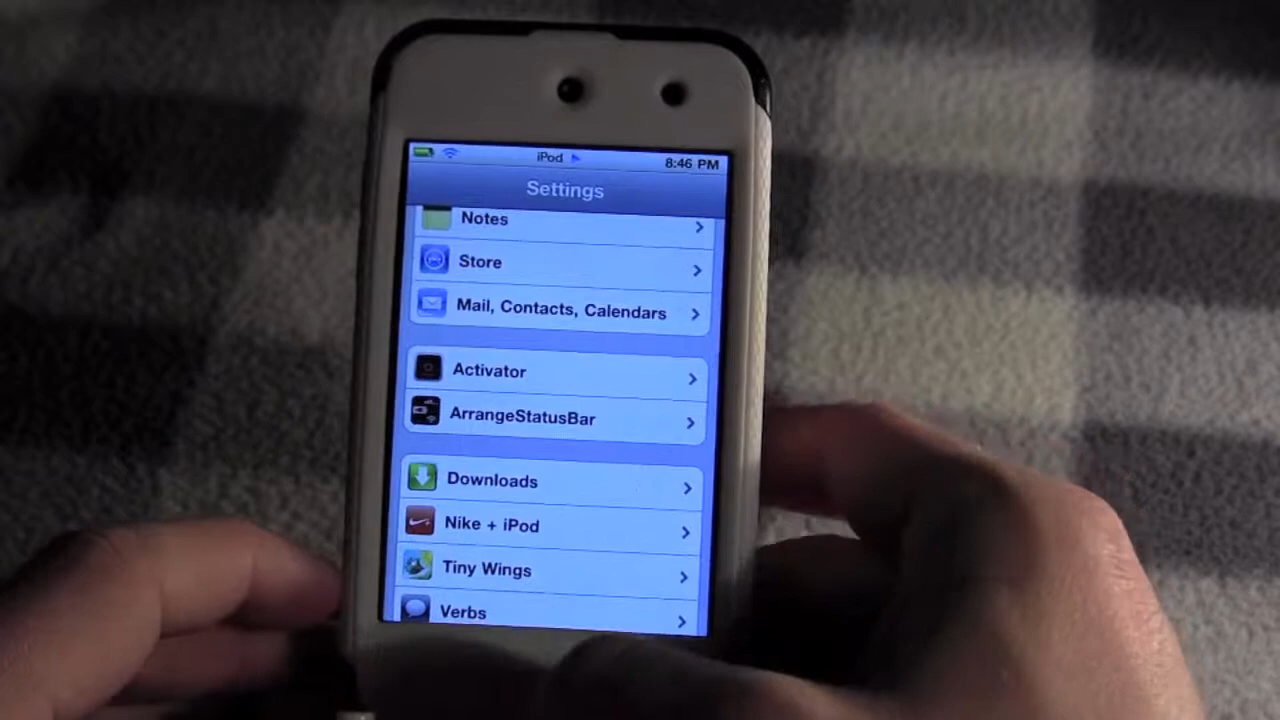 iPod
8:46 PM
Settings
Notes
Store
Mail, Contacts, Calendars
Activator
ArrangeStatusBar
Downloads
Nike + iPod
Tiny Wings
Verbs